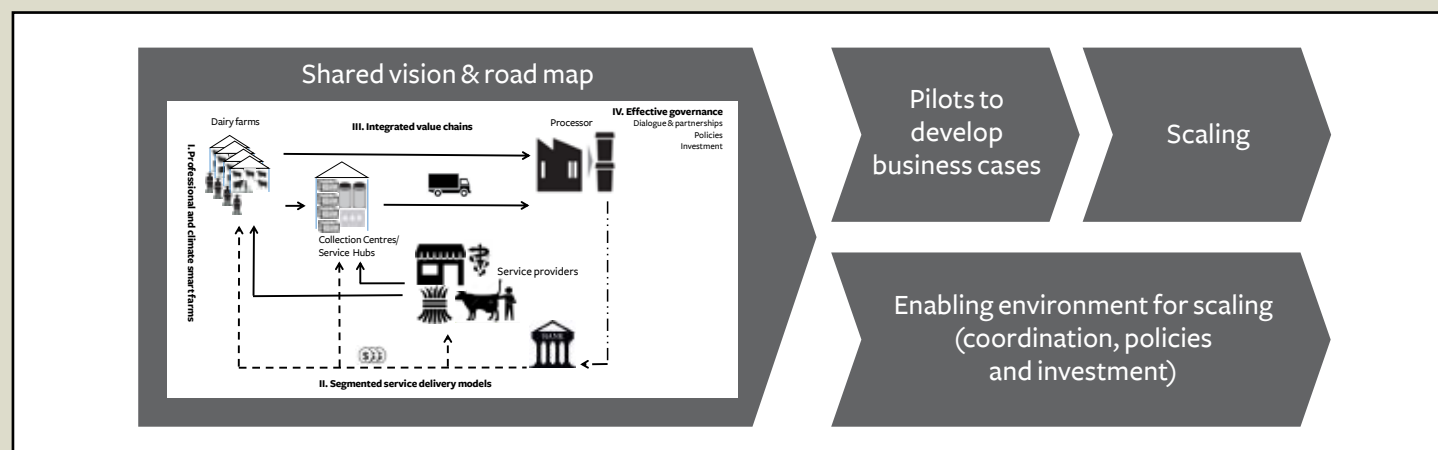 Shared vision & road map
IV. Effective governance
Dialogue & partnerships
Policies
Investment
Dairy farms
III. Integrated value chains
Processor
I. Professional and climate smart farms
Collection Centres/
Service Hubs
Service providers
BANK
II. Segmented service delivery models
Pilots to
develop
business cases
Scaling
Enabling environment for scaling
(coordination, policies
and investment)